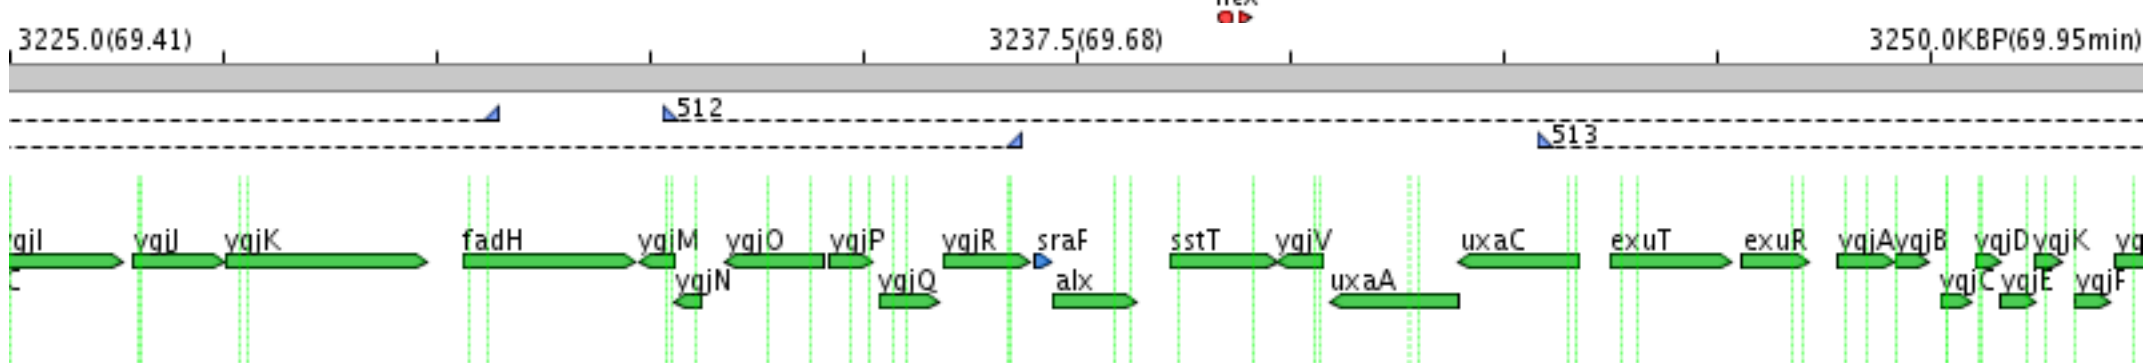 3225.0(69.41)
3237.5(69.68)
3250.0KBP(69.95min)
512
513
ygjJ
ygjK
fadH
ygjM
ygjO
ygjP
ygjR
sraF
sstT
ygjV
uxaC
exuT
exuR
yqjA
yqjB
yqjD
yqjK
ygjN
ygjQ
alx
uxaA
yqjC
yqjE
yqjF